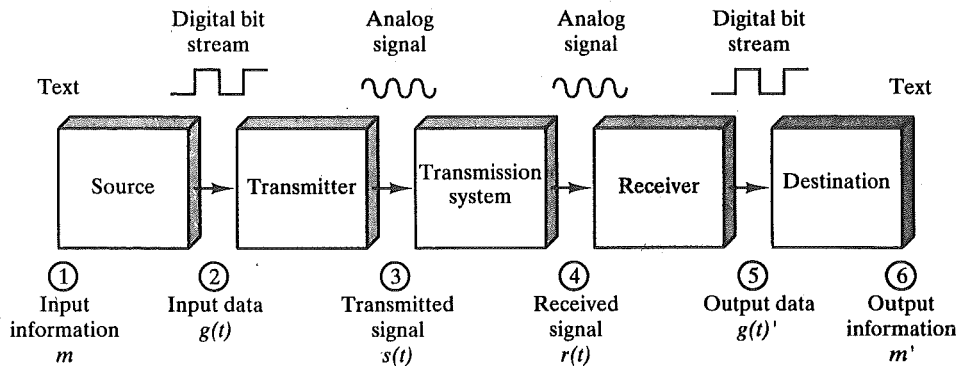 Digital bit
stream
Analog
signal
Analog
signal
Digital bit
stream
Text
Text
Source
Transmitter
Transmission
system
Receiver
Destination
1
Input
information
m
2
Input data
g(t)
3
Transmitted
signal
s(t)
4
Received
signal
r(t)
5
Output data
g(t)'
6
Output
information
m'